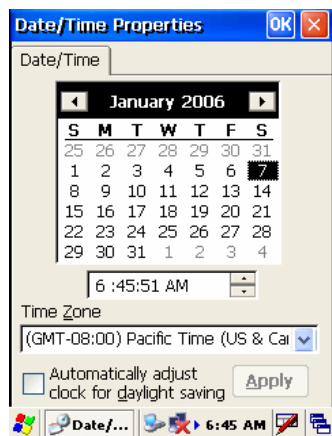 Date/Time Properties OK
Date/Time
January 2006
S M T W T F S
25 26 27 28 29 30 31
1 2 3 4 5 6 7
8 9 10 11 12 13 14
15 16 17 18 19 20 21
22 23 24 25 26 27 28
29 30 31 1 2 3 4
6 :45:51 AM
Time Zone
(GMT-08:00) Pacific Time (US & Ca
Automatically adjust
clock for daylight saving
Apply
Date/... 6:45 AM